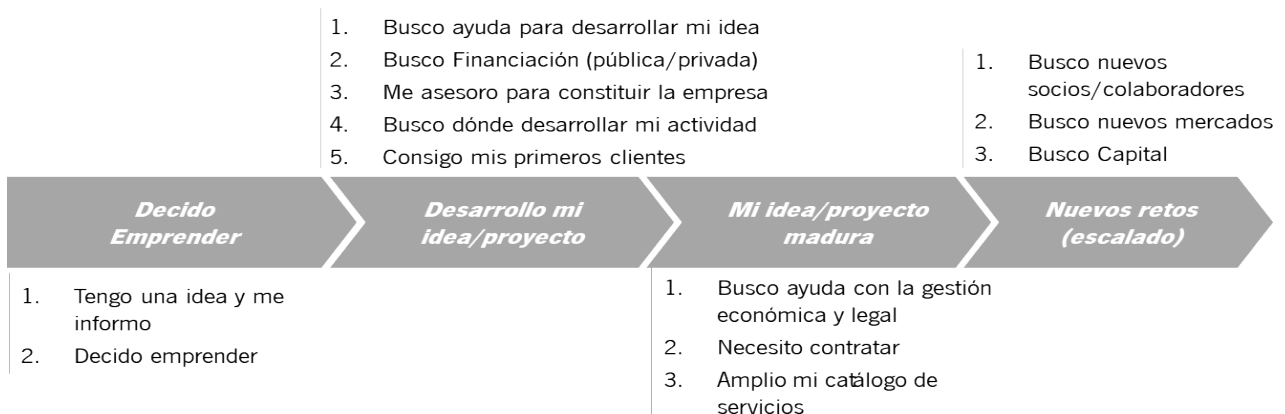 1. Busco ayuda para desarrollar mi idea
2. Busco Financiación (pública/privada)
3. Me asesoro para constituir la empresa
4. Busco dónde desarrollar mi actividad
5. Consigo mis primeros clientes
1. Busco nuevos
socios/colaboradores
2. Busco nuevos mercados
3. Busco Capital
Decido
Emprender
Desarrollo mi
idea/proyecto
Mi idea/proyecto
madura
Nuevos retos
(escalado)
1. Tengo una idea y me
informo
2. Decido emprender
1. Busco ayuda con la gestión
económica y legal
2. Necesito contratar
3. Amplio mi catálogo de
servicios